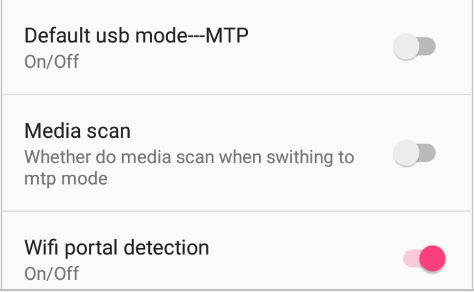 Default usb mode---MTP
On/Off
Media scan
Whether do media scan when swithing to
mtp mode
Wifi portal detection
On/Off